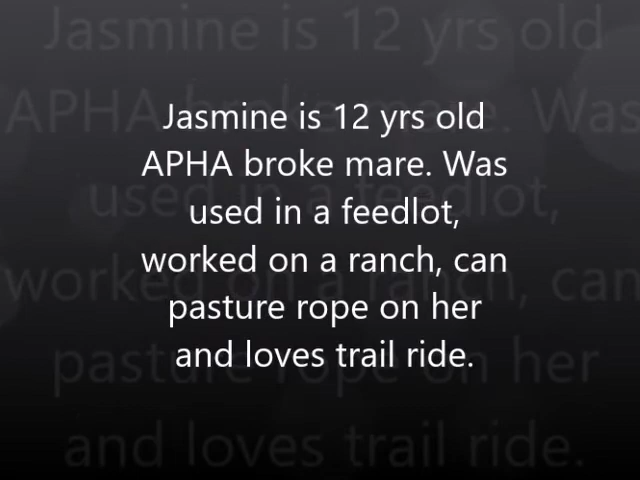 Jasmine is 12 yrs old
APHA broke mare. Was
used in a feedlot,
worked on a ranch, can
pasture rope on her
and loves trail ride.